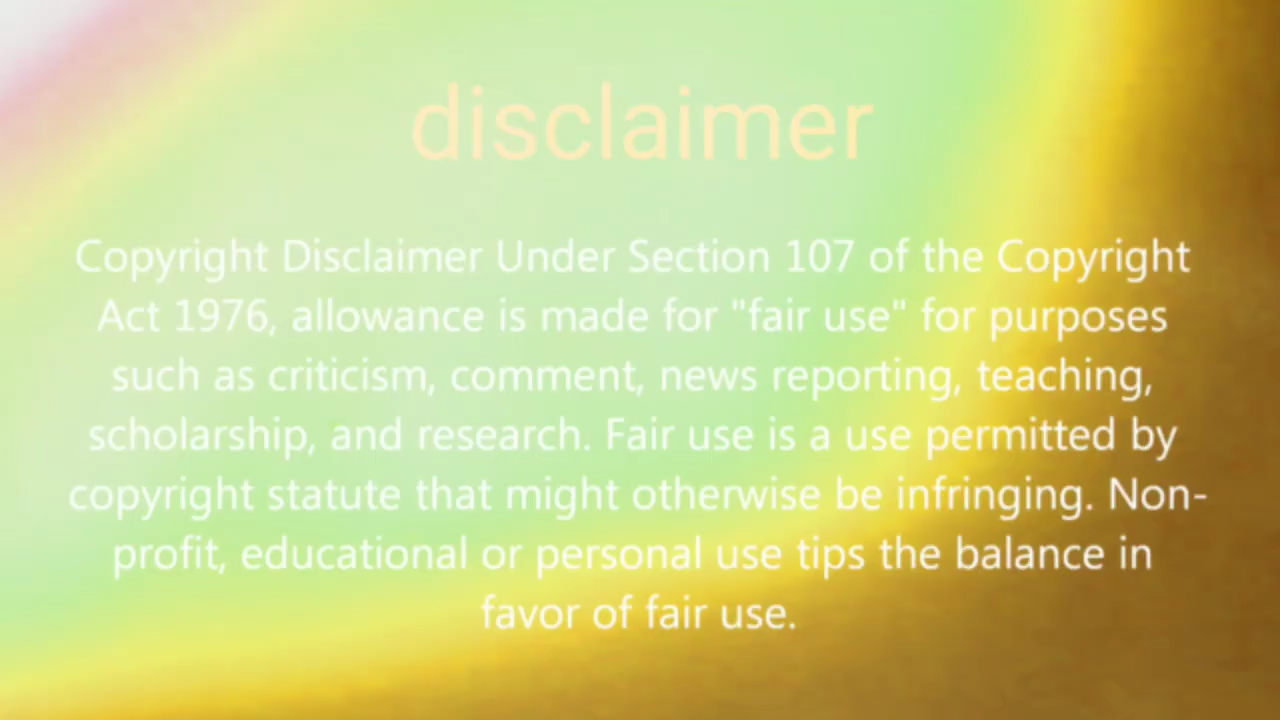 disclaimer
Copyright Disclaimer Under Section 107 of the Copyright
Act 1976, allowance is made for "fair use" for purposes
such as criticism, comment, news reporting, teaching,
scholarship, and research. Fair use is a use permitted by
copyright statute that might otherwise be infringing. Non-
profit, educational or personal use tips the balance in
favor of fair use.